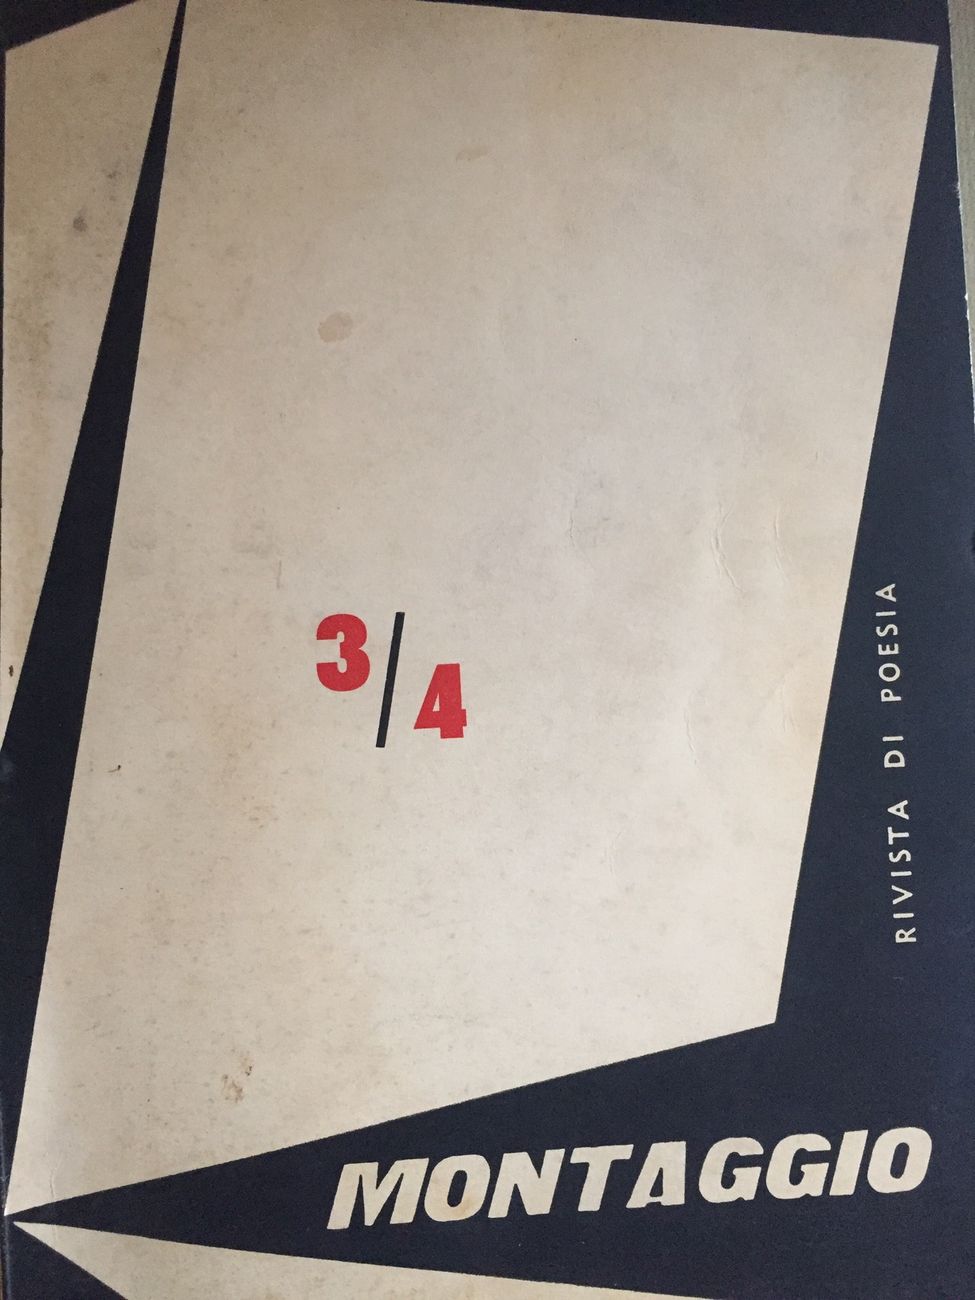 3/4
RIVISTA DI POESIA
MONTAGGIO